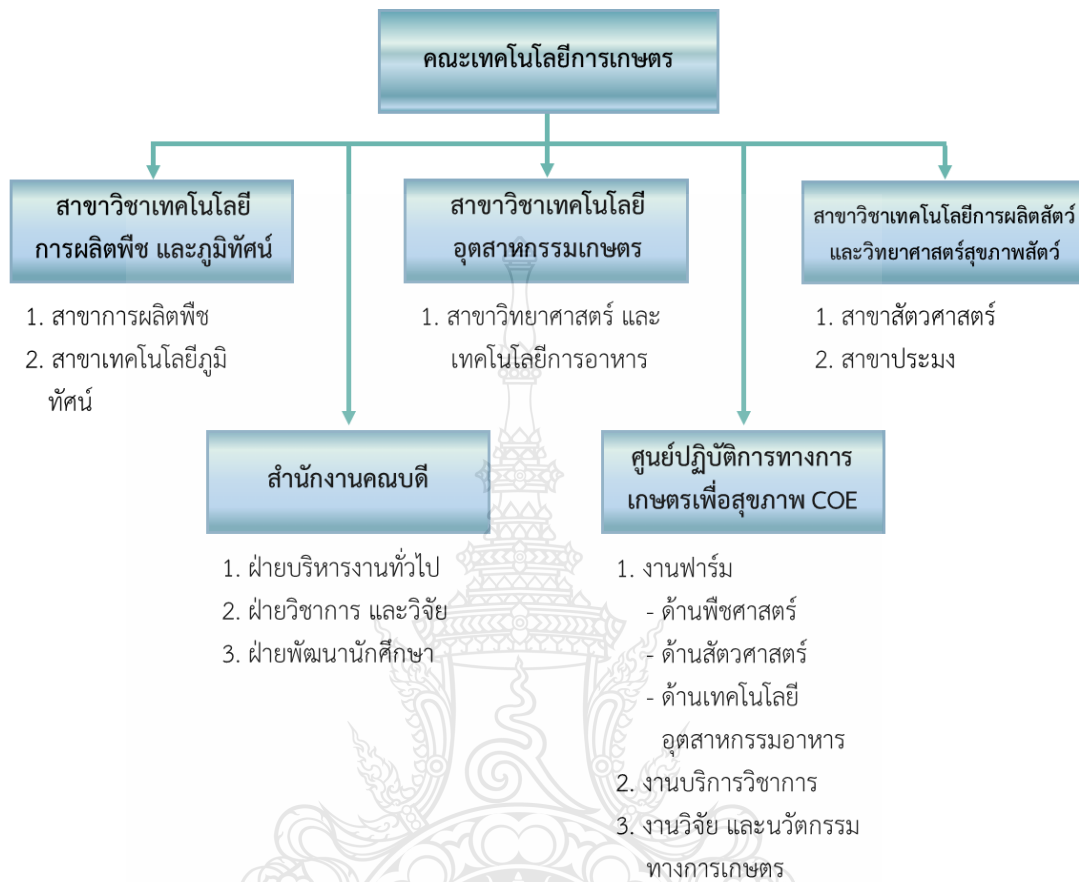 คณะเทคโนโลยีการเกษตร
สาขาวิชาเทคโนโลยี
การผลิตพืช และภูมิทัศน์
1. สาขาการผลิตพืช
2. สาขาเทคโนโลยีภูมิ
ทัศน์
สาขาวิชาเทคโนโลยี
อุตสาหกรรมเกษตร
1. สาขาวิทยาศาสตร์ และ
เทคโนโลยีการอาหาร
สาขาวิชาเทคโนโลยีการผลิตสัตว์
และวิทยาศาสตร์สุขภาพสัตว์
1. สาขาสัตวศาสตร์
2. สาขาประมง
สำนักงานคณบดี
1. ฝ่ายบริหารงานทั่วไป
2. ฝ่ายวิชาการ และวิจัย
3. ฝ่ายพัฒนานักศึกษา
ศูนย์ปฏิบัติการทางการ
เกษตรเพื่อสุขภาพ COE
1. งานฟาร์ม
- ด้านพืชศาสตร์
- ด้านสัตวศาสตร์
- ด้านเทคโนโลยี
อุตสาหกรรมอาหาร
2. งานบริการวิชาการ
3. งานวิจัย และนวัตกรรม
ทางการเกษตร